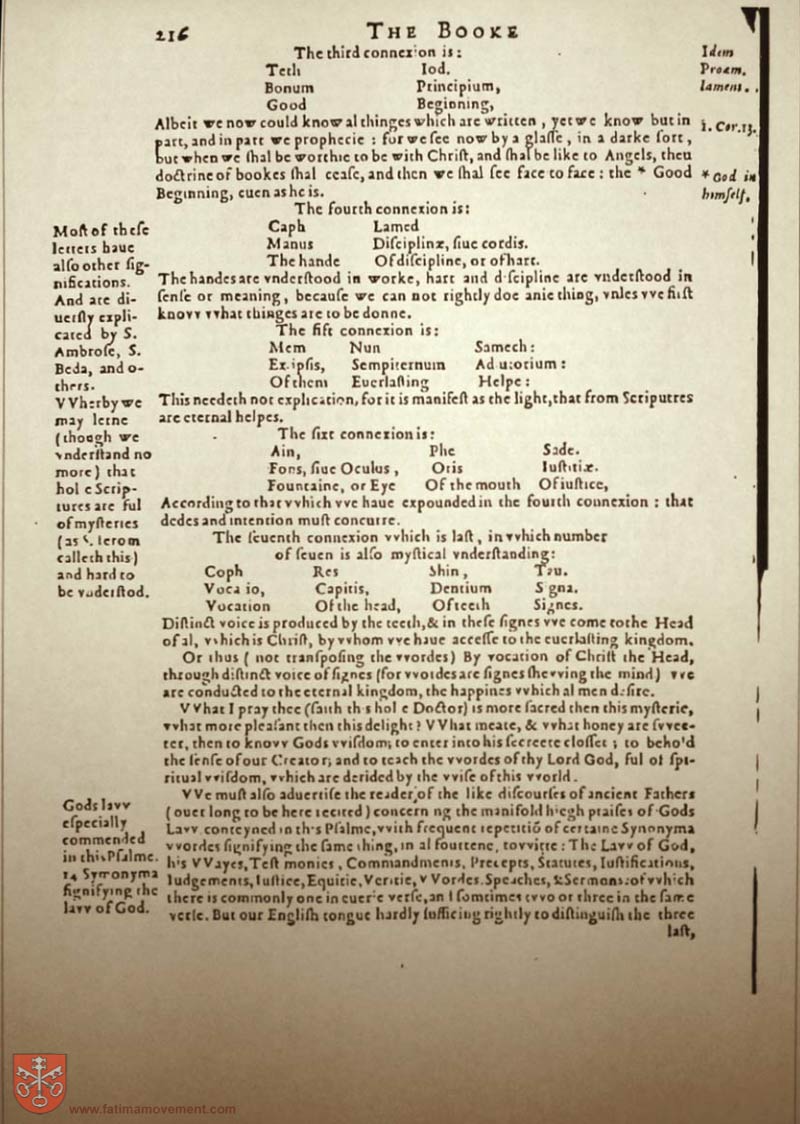 216
THE BOOKE
The third connexion is:
Teth Iod.
Bonum Principium,
Good Beginning,
Idem
Proæm.
lament..
Albeit we now could know al thinges which are written, yet we know but in
part, and in part we prophecie : for we see now by a glasse, in a darke sort,
but when we shal be worthie to be with Christ, and shal be like to Angels, then
doctrine of bookes shal cease, and then we shal see face to face : the * Good
Beginning, euen as he is.
1. Cor. 13.
* God in
himself.
The fourth connexion is:
Caph Lamed
Manus Disciplinæ, siue cordis.
The hande Of discipline, or of hart.
The handes are vnderstood in worke, hart and discipline are vnderstood in
sense or meaning, because we can not rightly doe anie thing, vnles vve first
knovv vvhat thinges are to be donne.
Most of these
letters haue
also other sig-
nifications.
And are di-
uersly expli-
cated by S.
Ambrose, S.
Beda, and o-
thers.
VVherby we
may lerne
(though we
vnderstand no
more) that
holie Scrip-
tures are ful
of mysteries
(as S. Ierom
calleth this)
and hard to
be vnderstod.
The fift connexion is:
Mem Nun Samech:
Ex ipsis, Sempiternum Adiutorium:
Of them Euerlasting Helpe:
This needeth not explication, for it is manifest as the light, that from Scriptures
are eternal helpes.
The sixt connexion is:
Ain, Phe Sade.
Fons, siue Oculus, Oris Iustitiæ.
Fountaine, or Eye Of the mouth Of iustice,
According to that vvhich vve haue expounded in the fourth connexion : that
dedes and intention must concurre.
The seuenth connexion vvhich is last, in vvhich number
of seuen is also mystical vnderstanding:
Coph Res Shin, Tau.
Vocatio, Capitis, Dentium Signa.
Vocation Of the head, Of teeth Signes.
Distinct voice is produced by the teeth, & in these signes vve come to the Head
of al, vvhich is Christ, by vvhom vve haue accesse to the euerlasting kingdom.
Or thus ( not transposing the vvordes) By vocation of Christ the Head,
through distinct voice of signes (for vvordes are signes shevving the mind) vve
are conducted to the eternal kingdom, the happines vvhich al men desire.
VVhat I pray thee (saith this holie Doctor) is more sacred then this mysterie,
vvhat more pleasant then this delight? VVhat meate, & vvhat honey are svvee-
ter, then to knovv Gods vvisdom; to enter into his secreete closset ; to behold
the sense of our Creator; and to teach the vvordes of thy Lord God, ful of spi-
ritual vvisdom, vvhich are derided by the vvise of this vvorld.
VVe must also aduertise the reader, of the like discourses of ancient Fathers
(ouer long to be here recited) concerning the manifold hiegh praises of Gods
Lavv conteyned in this Psalme, vvith frequent repetitiō of certaine Synonyma
vvordes signifying the same thing, in al fourtene, tovvitte : The Lavv of God,
his VVayes, Testimonies, Commandments, Precepts, Statutes, Iustifications,
Iudgements, Iustice, Equitie, Veritie, VVordes, Speaches, & Sermons: of vvhich
there is commonly one in euerie verse, and somtimes tvvo or three in the same
verse. But our English tongue hardly sufficing rightly to distinguish the three
last,
Gods lavv
especially
commended
in this Psalme.
14 Synonyma
signifying the
lavv of God.
www.fatimamovement.com